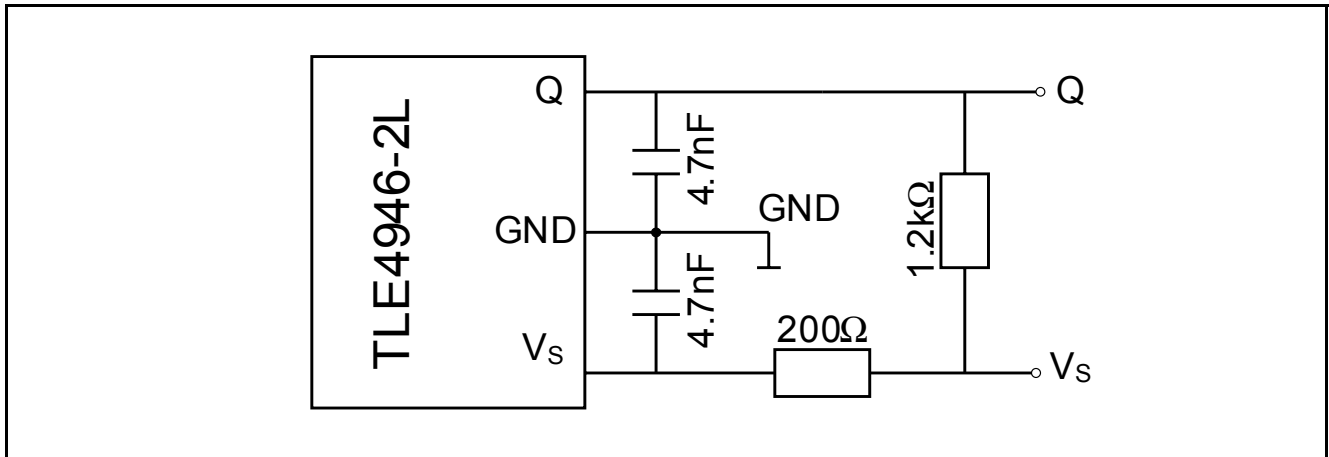 TLE4946-2L
Q
GND
VS
4.7nF
4.7nF
GND
200Ω
1.2kΩ
Q
VS